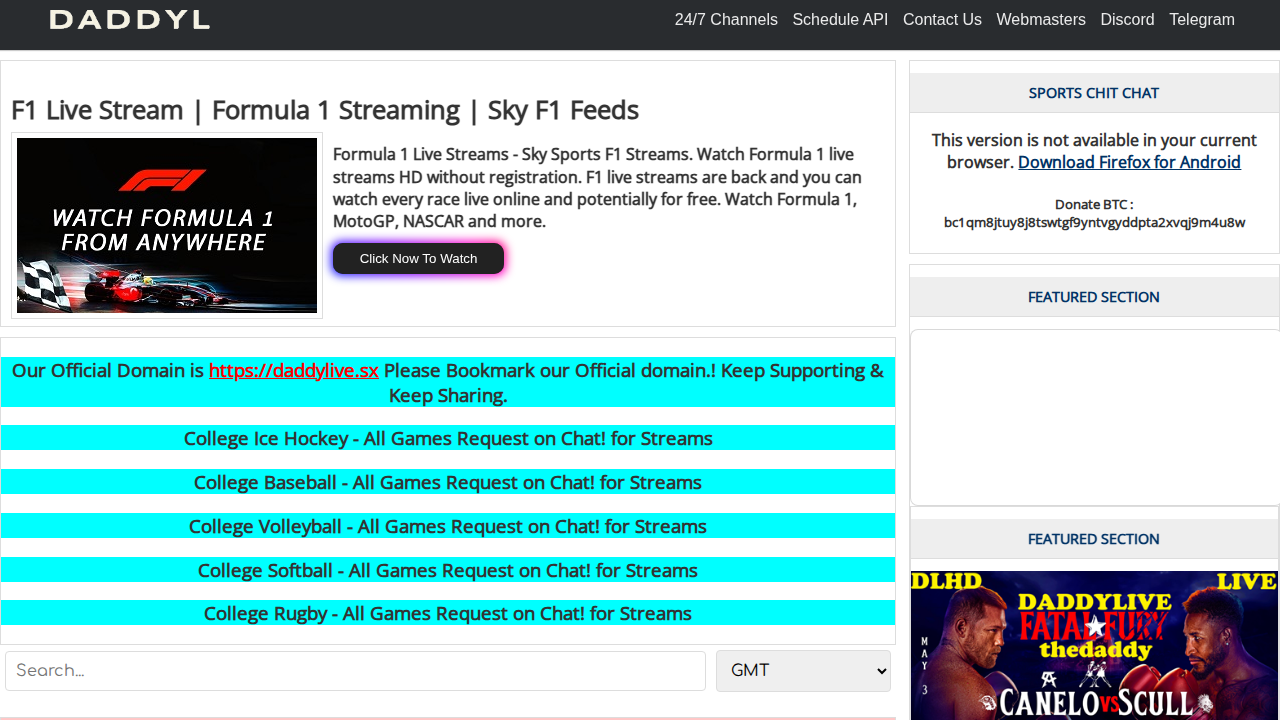 DADDYL
24/7 Channels Schedule API Contact Us Webmasters Discord Telegram
F1 Live Stream | Formula 1 Streaming | Sky F1 Feeds
WATCH FORMULA 1
FROM ANYWHERE
Formula 1 Live Streams - Sky Sports F1 Streams. Watch Formula 1 live
streams HD without registration. F1 live streams are back and you can
watch every race live online and potentially for free. Watch Formula 1,
MotoGP, NASCAR and more.
Click Now To Watch
Our Official Domain is https://daddylive.sx Please Bookmark our Official domain.! Keep Supporting &
Keep Sharing.
College Ice Hockey - All Games Request on Chat! for Streams
College Baseball - All Games Request on Chat! for Streams
College Volleyball - All Games Request on Chat! for Streams
College Softball - All Games Request on Chat! for Streams
College Rugby - All Games Request on Chat! for Streams
Search...
GMT
SPORTS CHIT CHAT
This version is not available in your current
browser. Download Firefox for Android
Donate BTC :
bc1qm8jtuy8j8tswtgf9yntvgyddpta2xvqj9m4u8w
FEATURED SECTION
FEATURED SECTION
DLHD LIVE
DADDYLIVE
FATAL FURY
thedaddy
MAY 3
CANELO VS SCULL